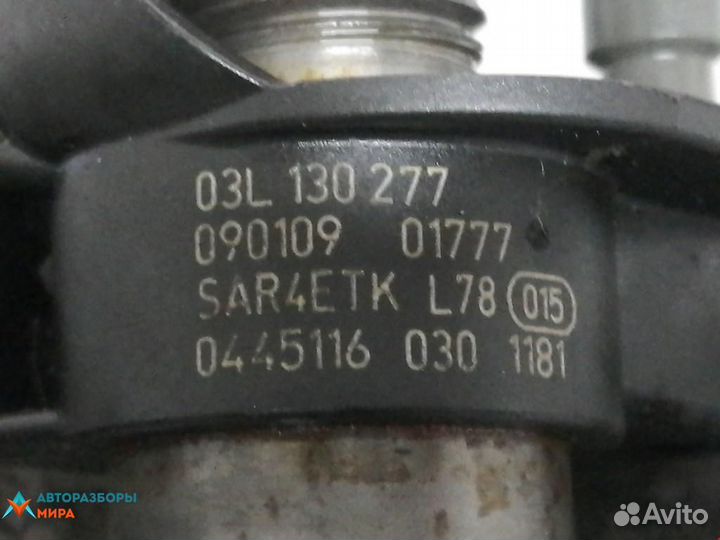 03L 130 277
090109 01777
SAR4ETK L78 015
0445116 030 1181
АВТОРАЗБОРЫ
МИРА
Avito